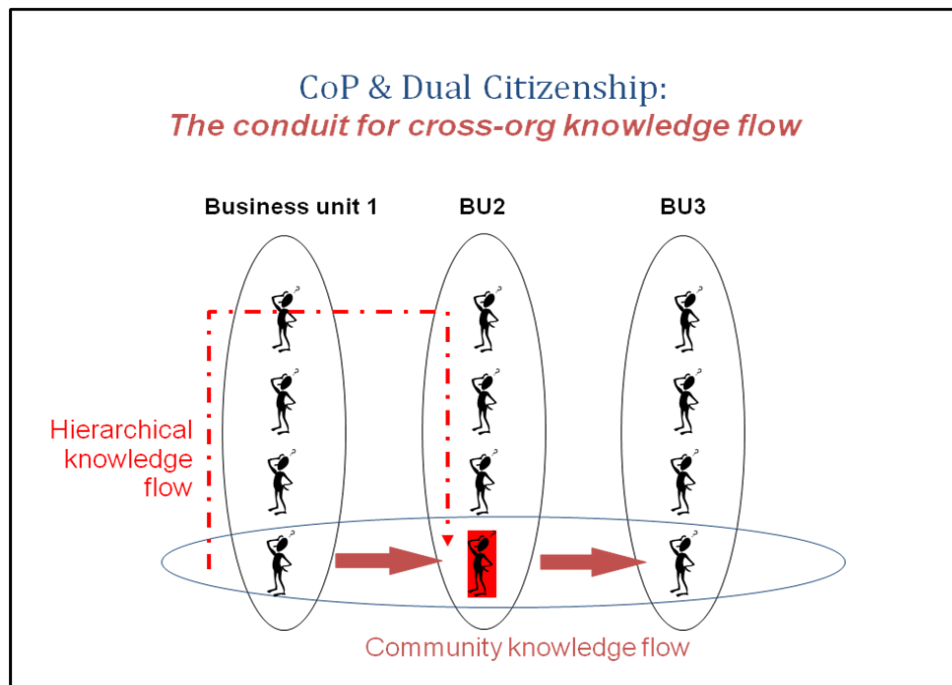 CoP & Dual Citizenship:
The conduit for cross-org knowledge flow
Business unit 1
BU2
BU3
Hierarchical
knowledge
flow
Community knowledge flow